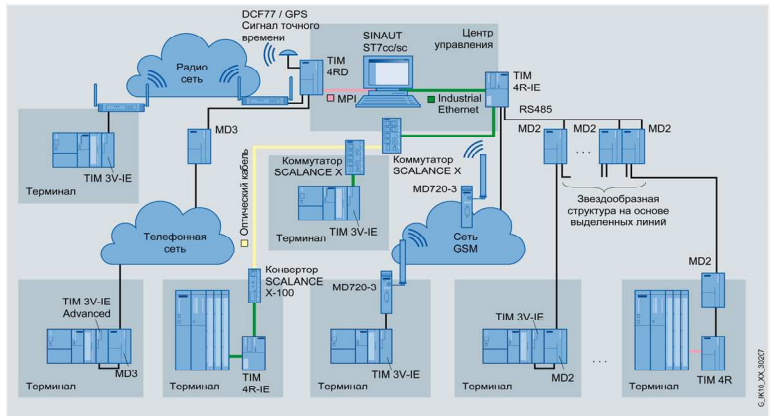 DCF77 / GPS
Сигнал точного
времени
SINAUT
ST7cc/sc
Центр
управления
TIM
4RD
TIM
4R-IE
Радио
сеть
MPI
Industrial
Ethernet
RS485
MD3
MD2
MD2
MD2
...
TIM 3V-IE
Терминал
Коммутатор
SCALANCE X
Коммутатор
SCALANCE X
Оптический кабель
MD720-3
Звездообразная
структура на основе
выделенных линий
TIM 3V-IE
Терминал
Телефонная
сеть
Сеть
GSM
Конвертор
SCALANCE
X-100
MD720-3
MD2
TIM 3V-IE
Advanced
MD3
Терминал
TIM
4R-IE
Терминал
TIM 3V-IE
Терминал
TIM 3V-IE
MD2
Терминал
...
TIM 4R
Терминал
G_IK10_XX_30207